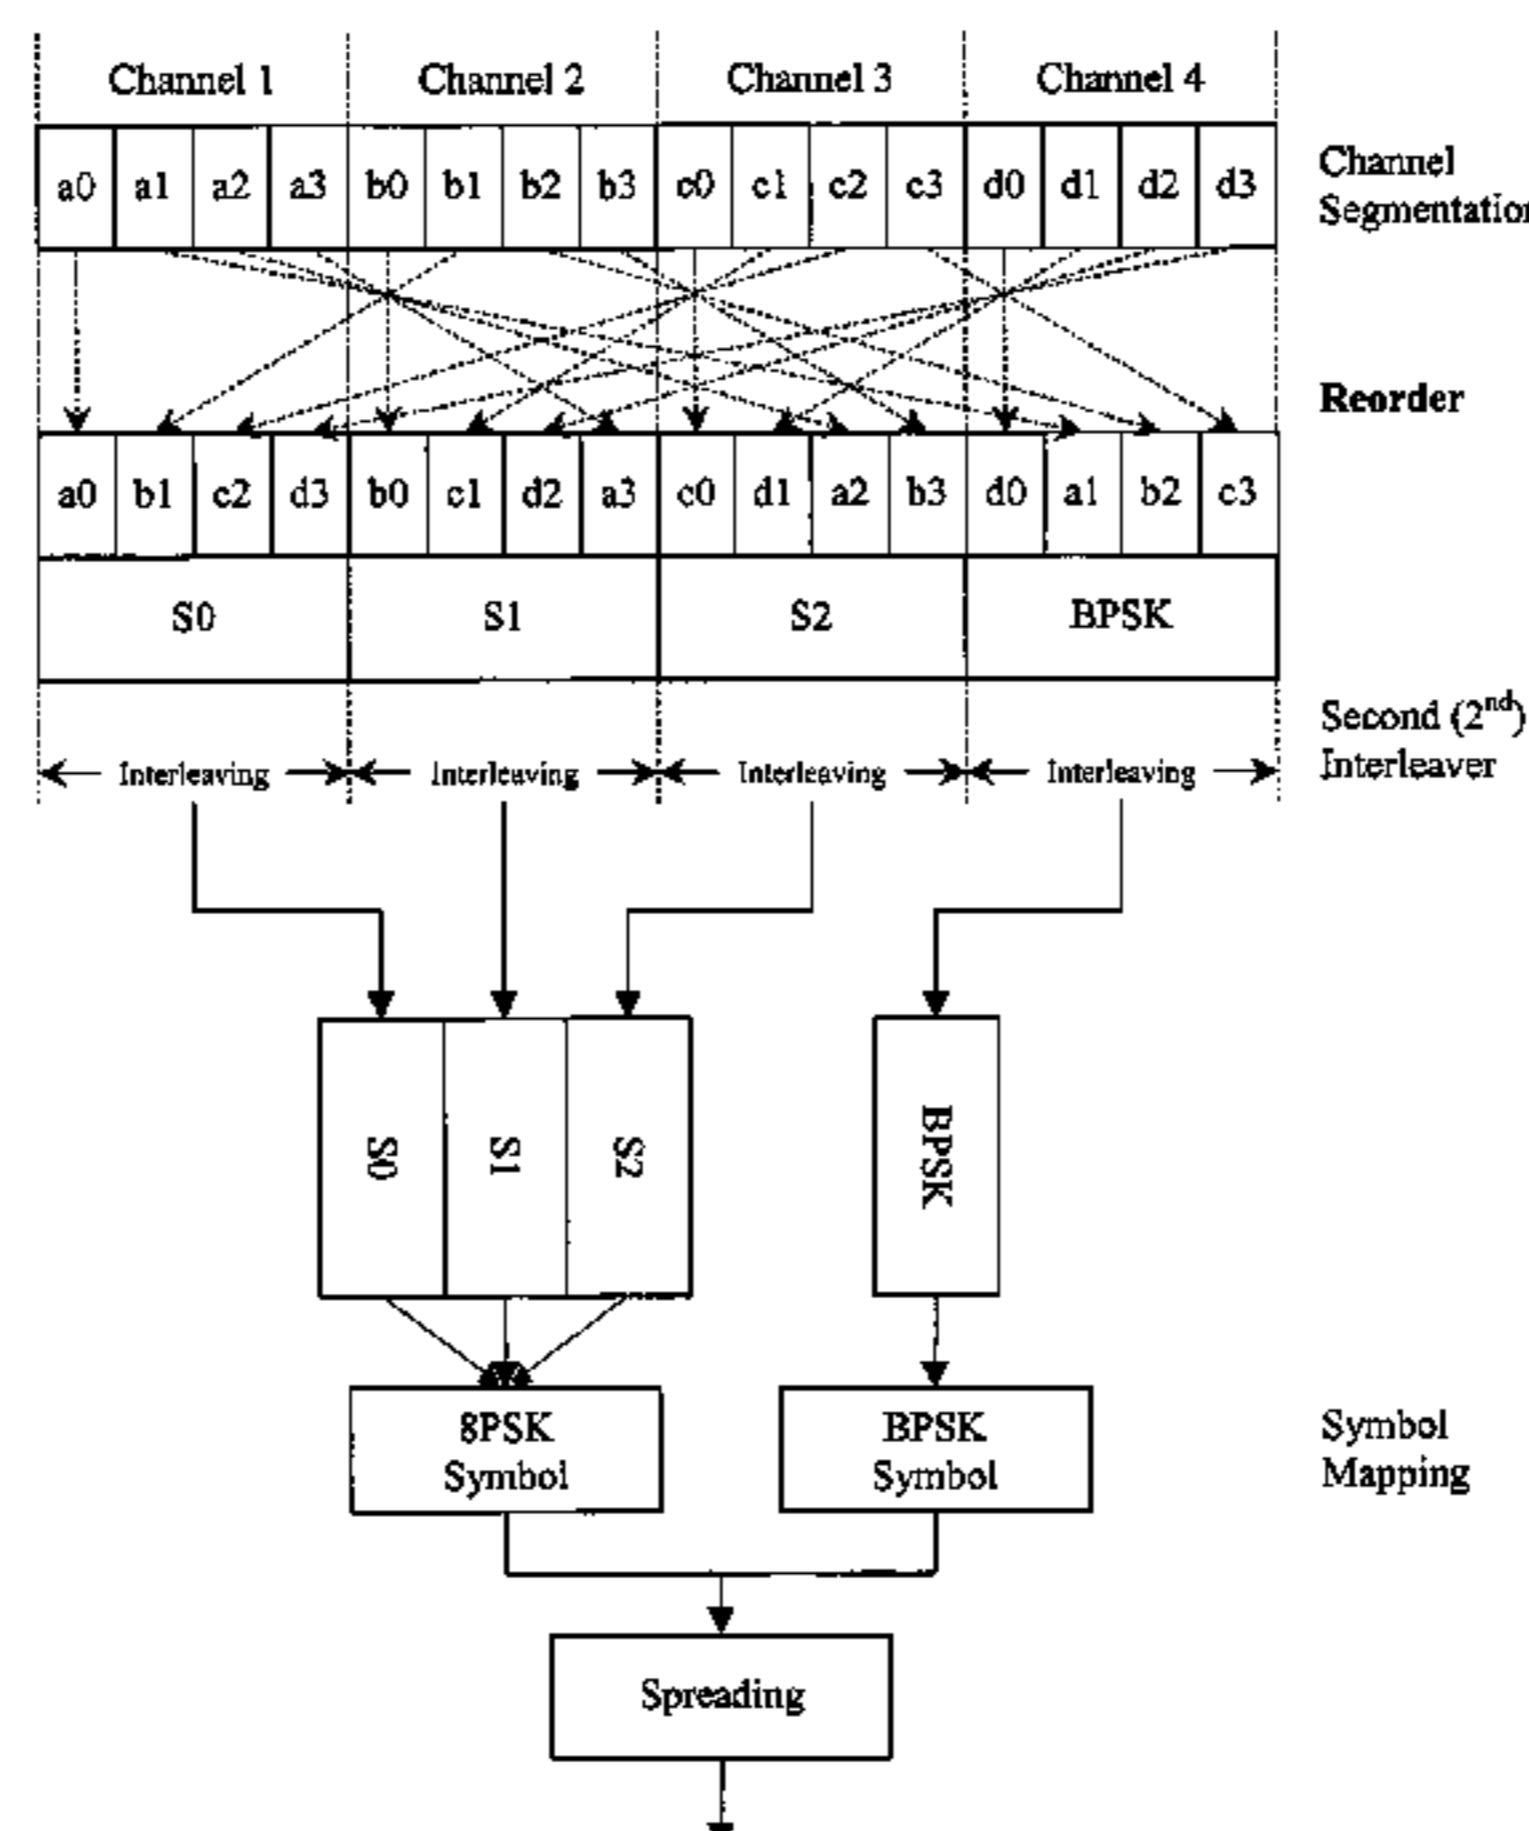 Channel 1 Channel 2 Channel 3 Channel 4
a0 a1 a2 a3 b0 b1 b2 b3 c0 c1 c2 c3 d0 d1 d2 d3
Channel
Segmentation
Reorder
a0 b1 c2 d3 b0 c1 d2 a3 c0 d1 a2 b3 d0 a1 b2 c3
S0 S1 S2 BPSK
Second (2nd)
Interleaver
Interleaving Interleaving Interleaving Interleaving
S0 S1 S2 BPSK
8PSK
Symbol
BPSK
Symbol
Symbol
Mapping
Spreading